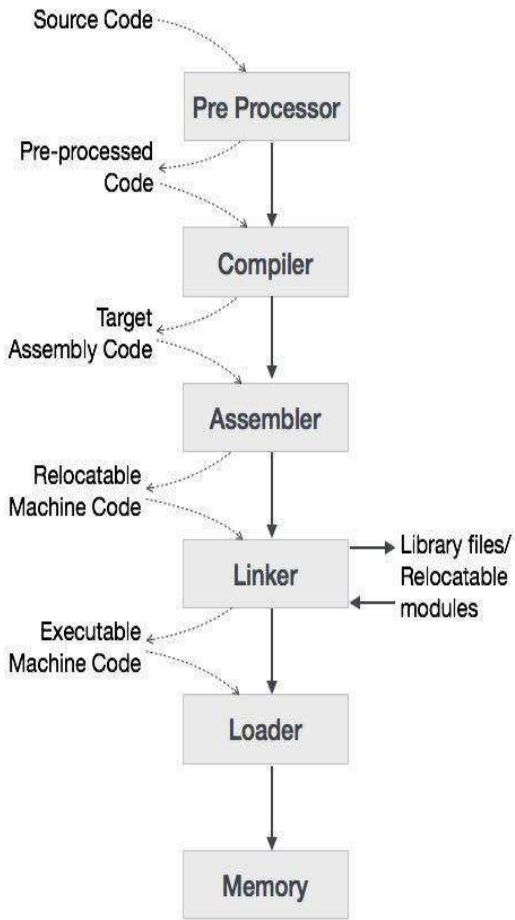 Source Code
Pre Processor
Pre-processed
Code
Compiler
Target
Assembly Code
Assembler
Relocatable
Machine Code
Linker
Library files/
Relocatable
modules
Executable
Machine Code
Loader
Memory